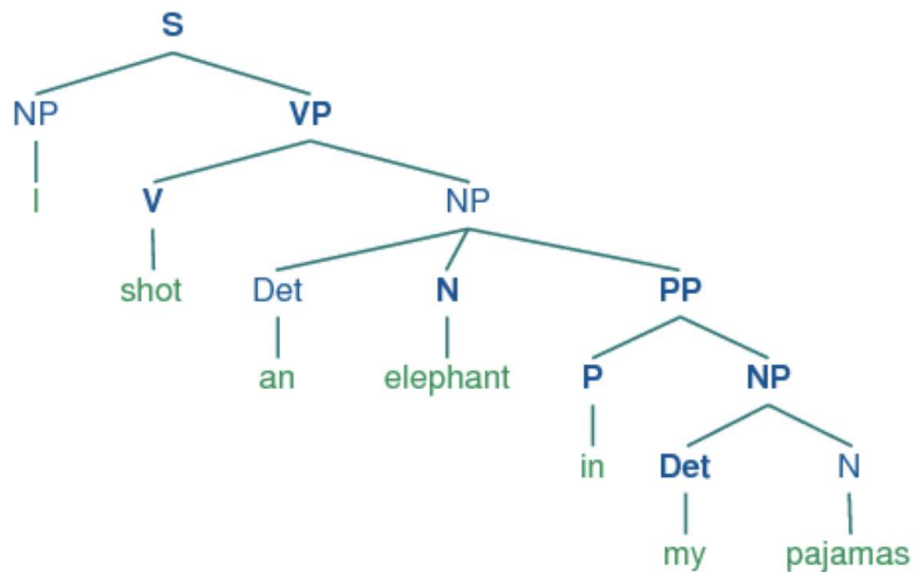 S
NP VP
I V NP
shot Det N PP
an elephant P NP
in Det N
my pajamas